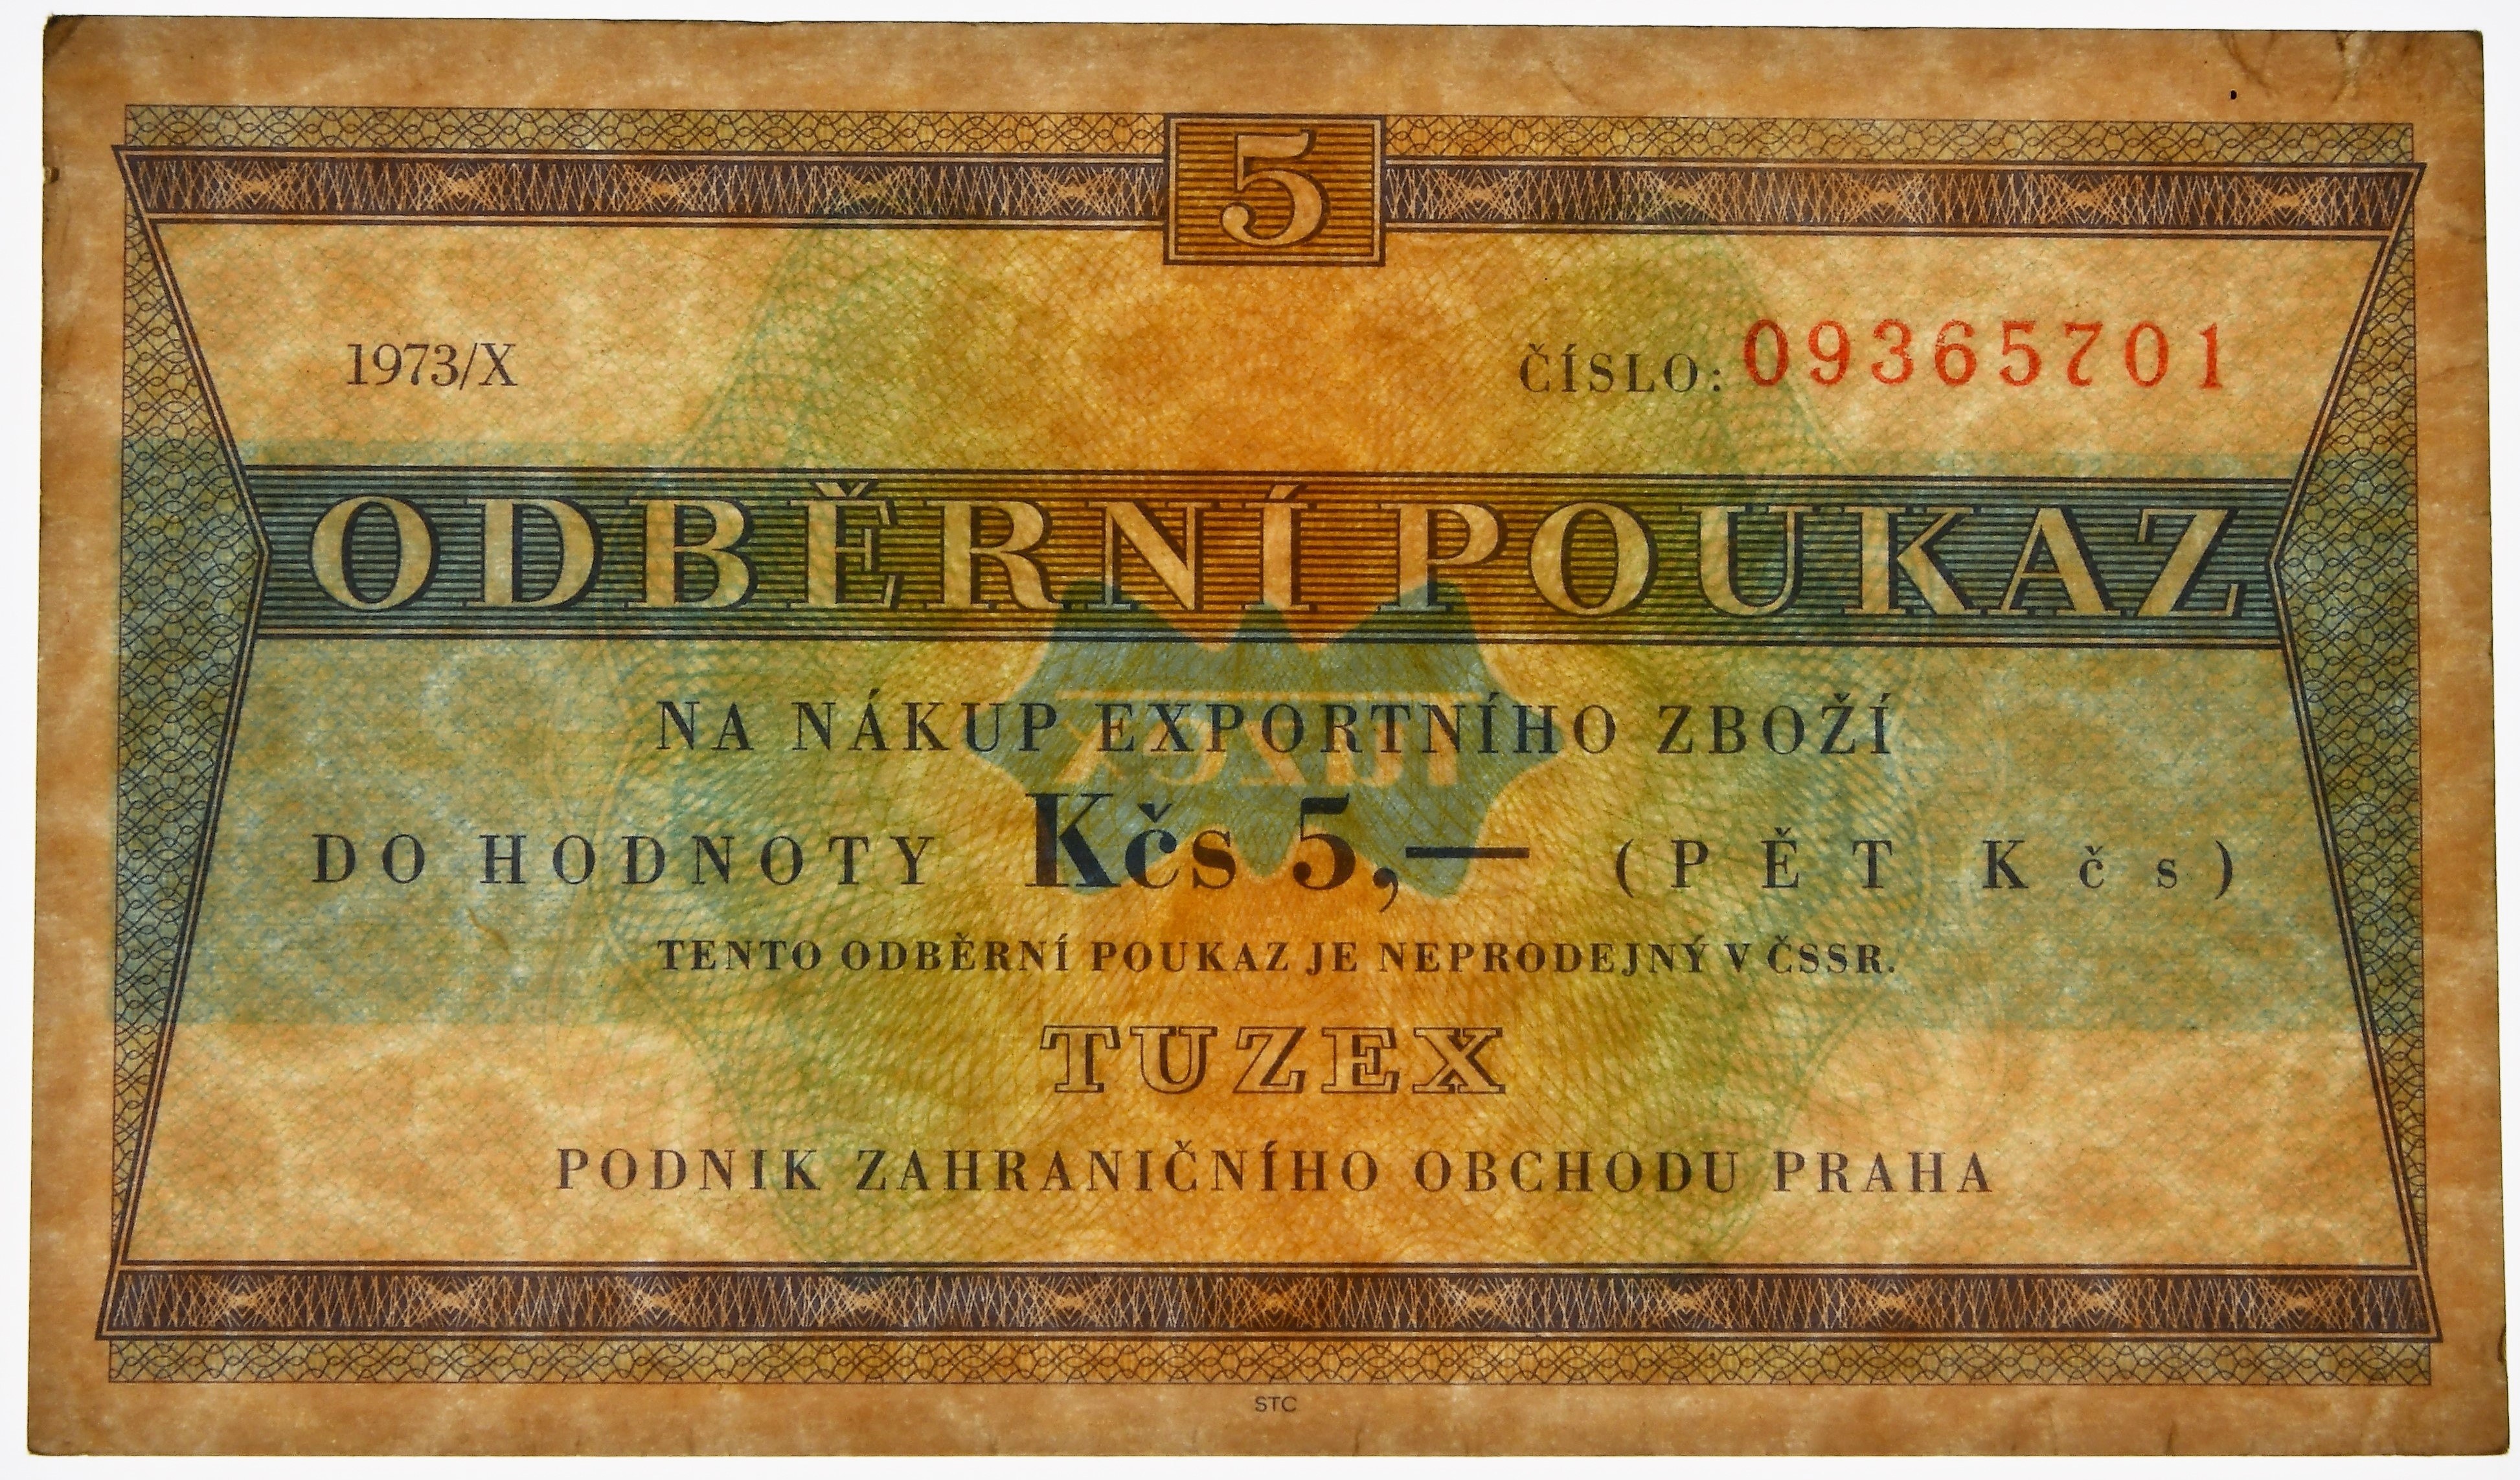 5
1973/X
ČÍSLO: 09365701
ODBĚRNÍ POUKAZ
NA NÁKUP EXPORTNÍHO ZBOŽÍ
TUZEX
DO HODNOTY Kčs 5,— (PĚT Kčs)
TENTO ODBĚRNÍ POUKAZ JE NEPRODEJNÝ V ČSSR.
TUZEX
PODNIK ZAHRANIČNÍHO OBCHODU PRAHA
STC